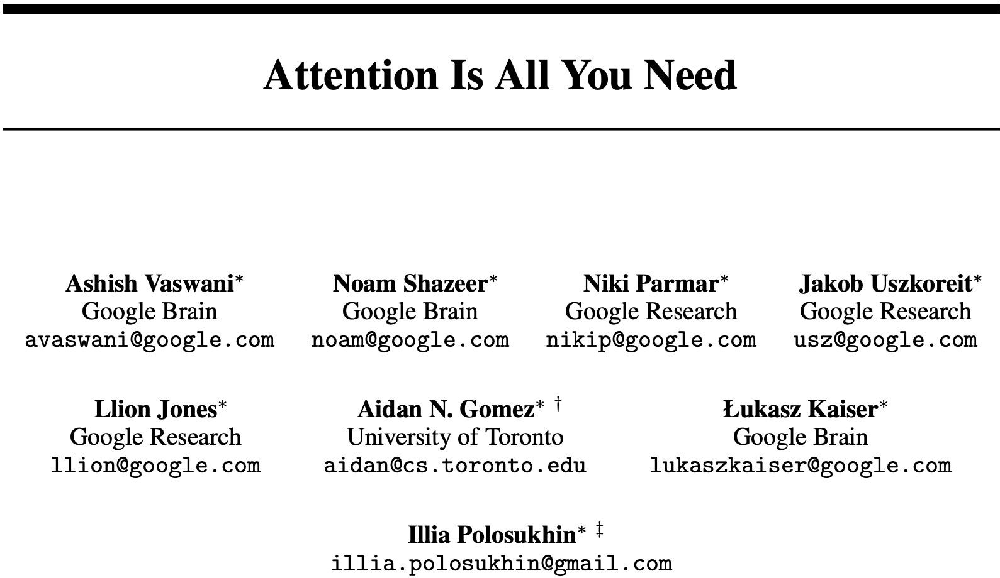 Attention Is All You Need
Ashish Vaswani* Noam Shazeer* Niki Parmar* Jakob Uszkoreit*
Google Brain Google Brain Google Research Google Research
avaswani@google.com noam@google.com nikip@google.com usz@google.com
Llion Jones* Aidan N. Gomez* † Łukasz Kaiser*
Google Research University of Toronto Google Brain
llion@google.com aidan@cs.toronto.edu lukaszkaiser@google.com
Illia Polosukhin* ‡
illia.polosukhin@gmail.com